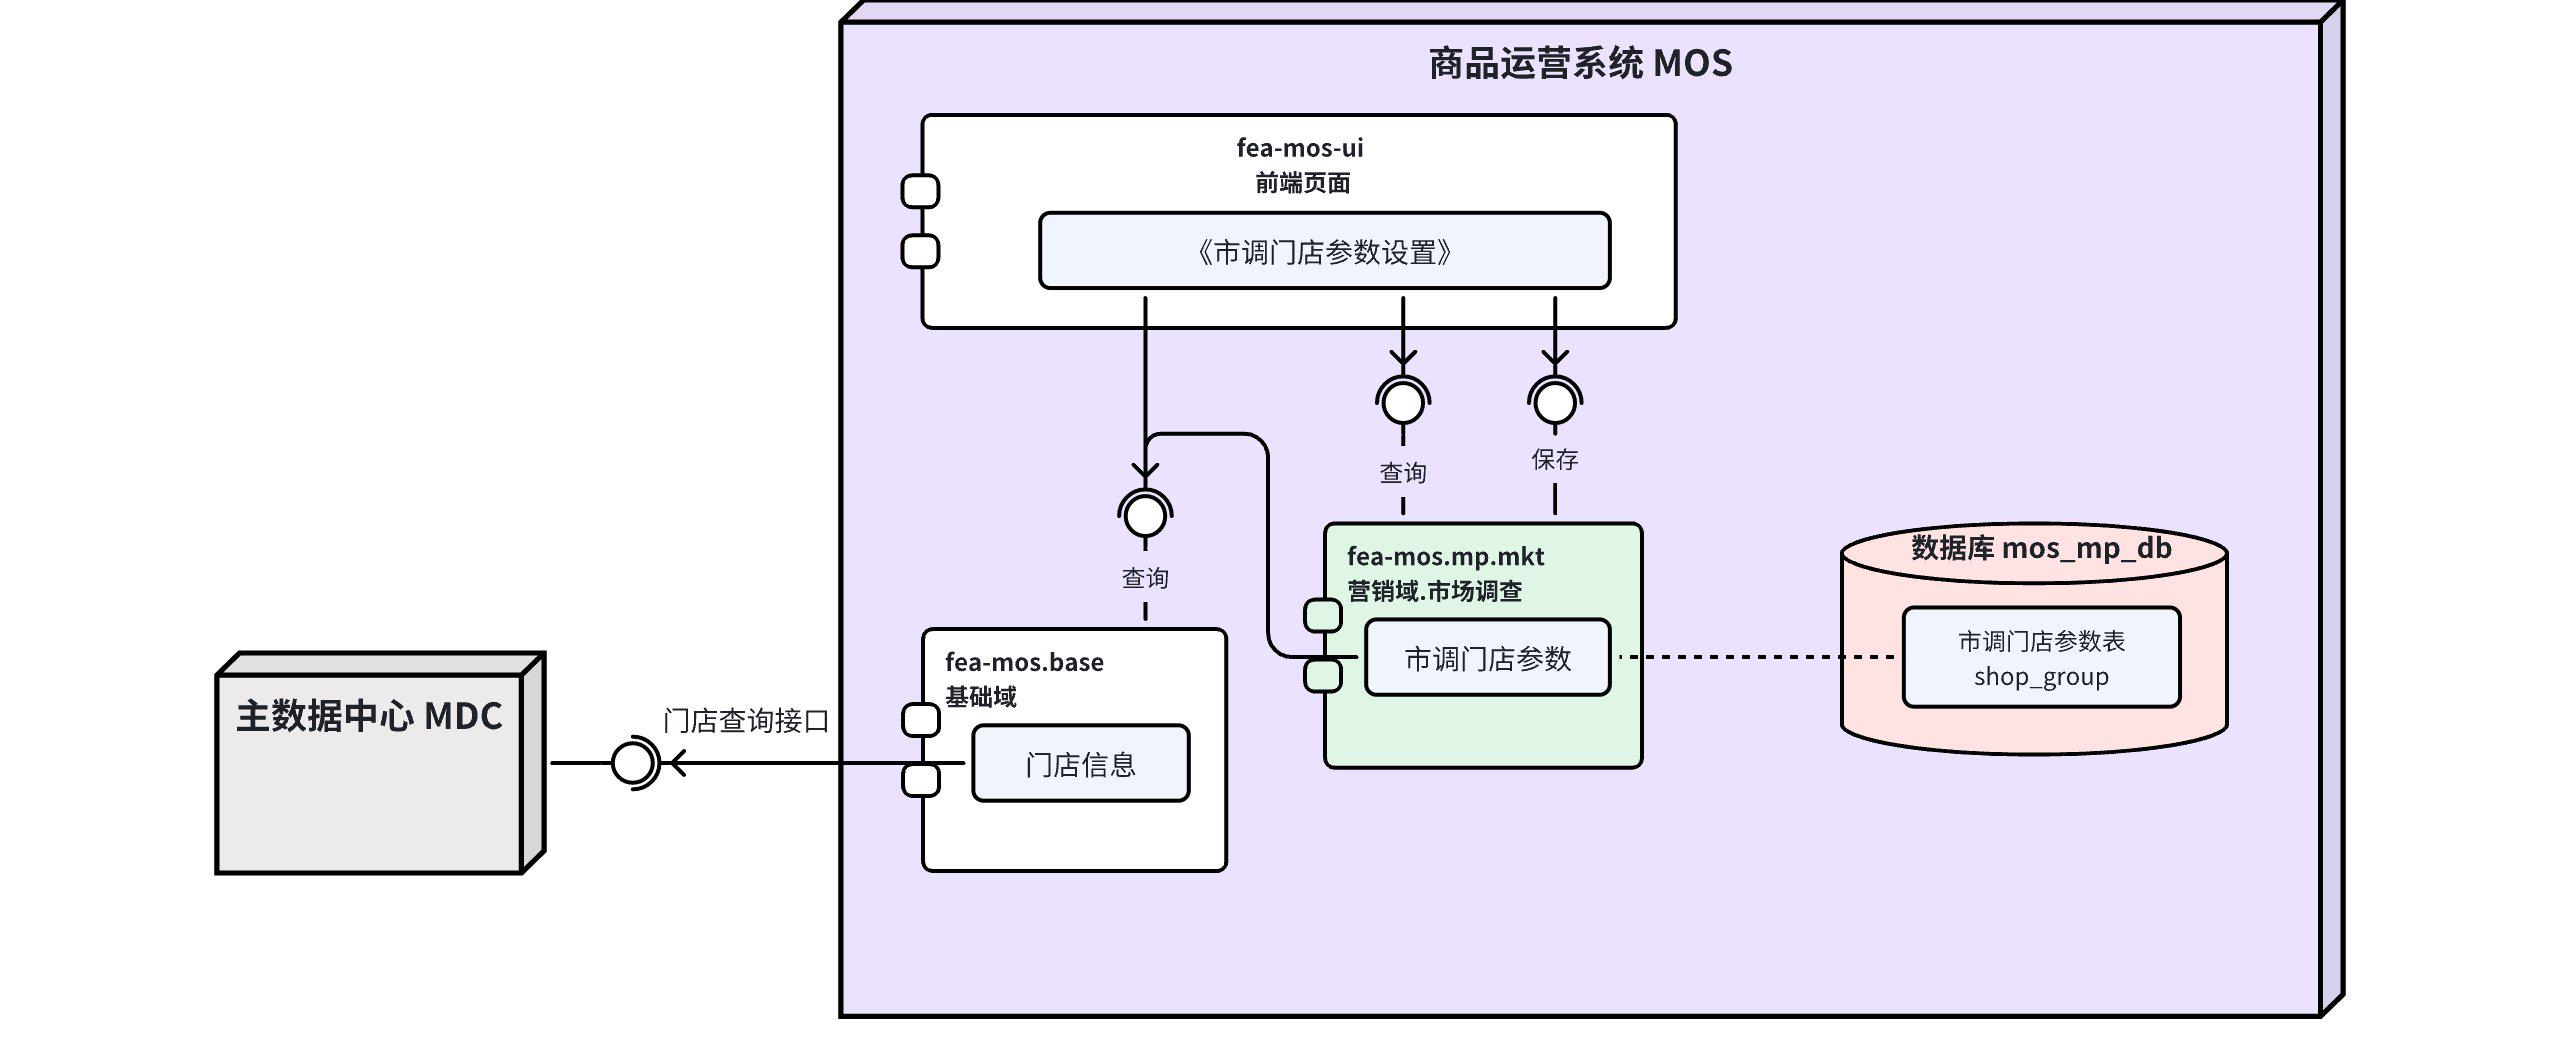 商品运营系统 MOS
fea-mos-ui
前端页面
《市调门店参数设置》
查询
保存
查询
fea-mos.mp.mkt
营销域.市场调查
市调门店参数
数据库 mos_mp_db
市调门店参数表
shop_group
fea-mos.base
基础域
门店信息
门店查询接口
主数据中心 MDC